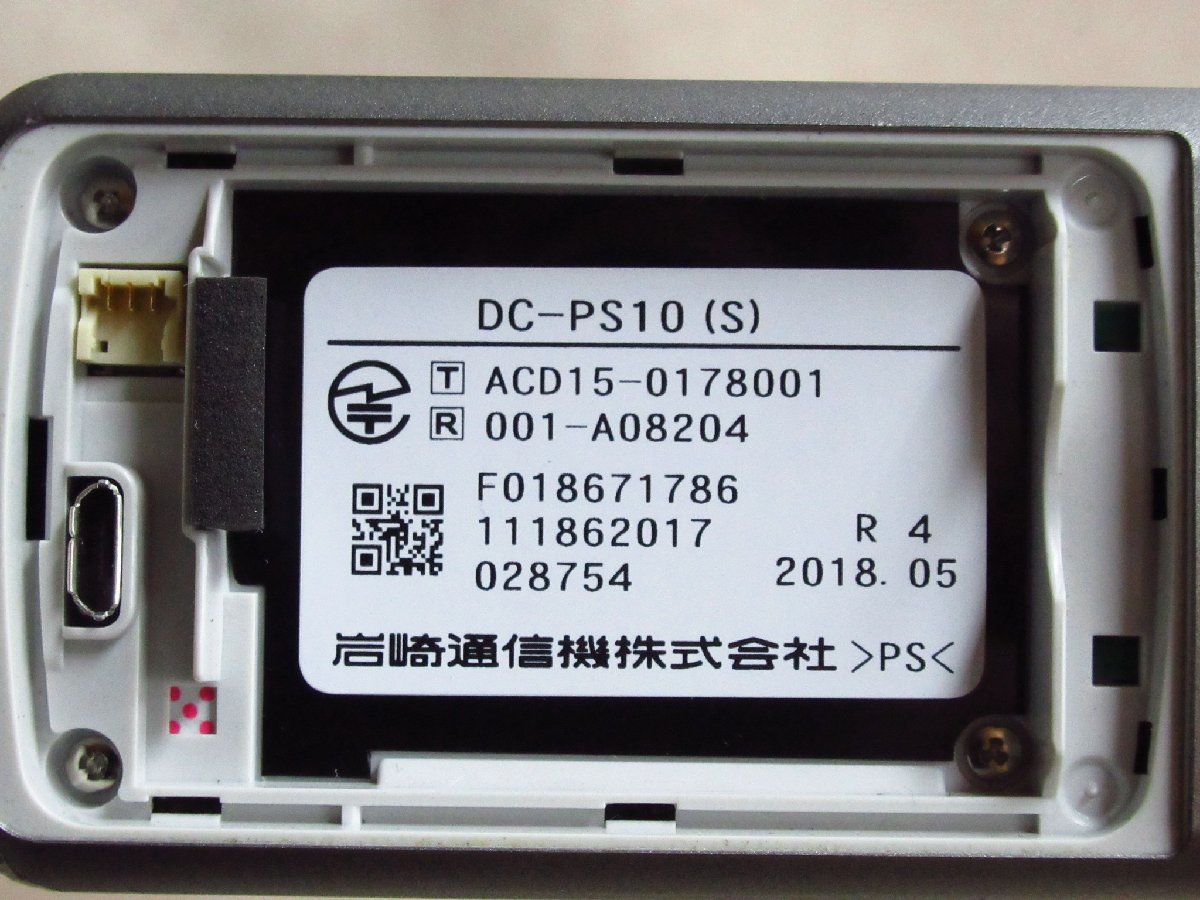 DC-PS10 (S)
T ACD15-0178001
R 001-A08204
F018671786
111862017 R 4
028754 2018. 05
岩崎通信機株式会社 >PS<